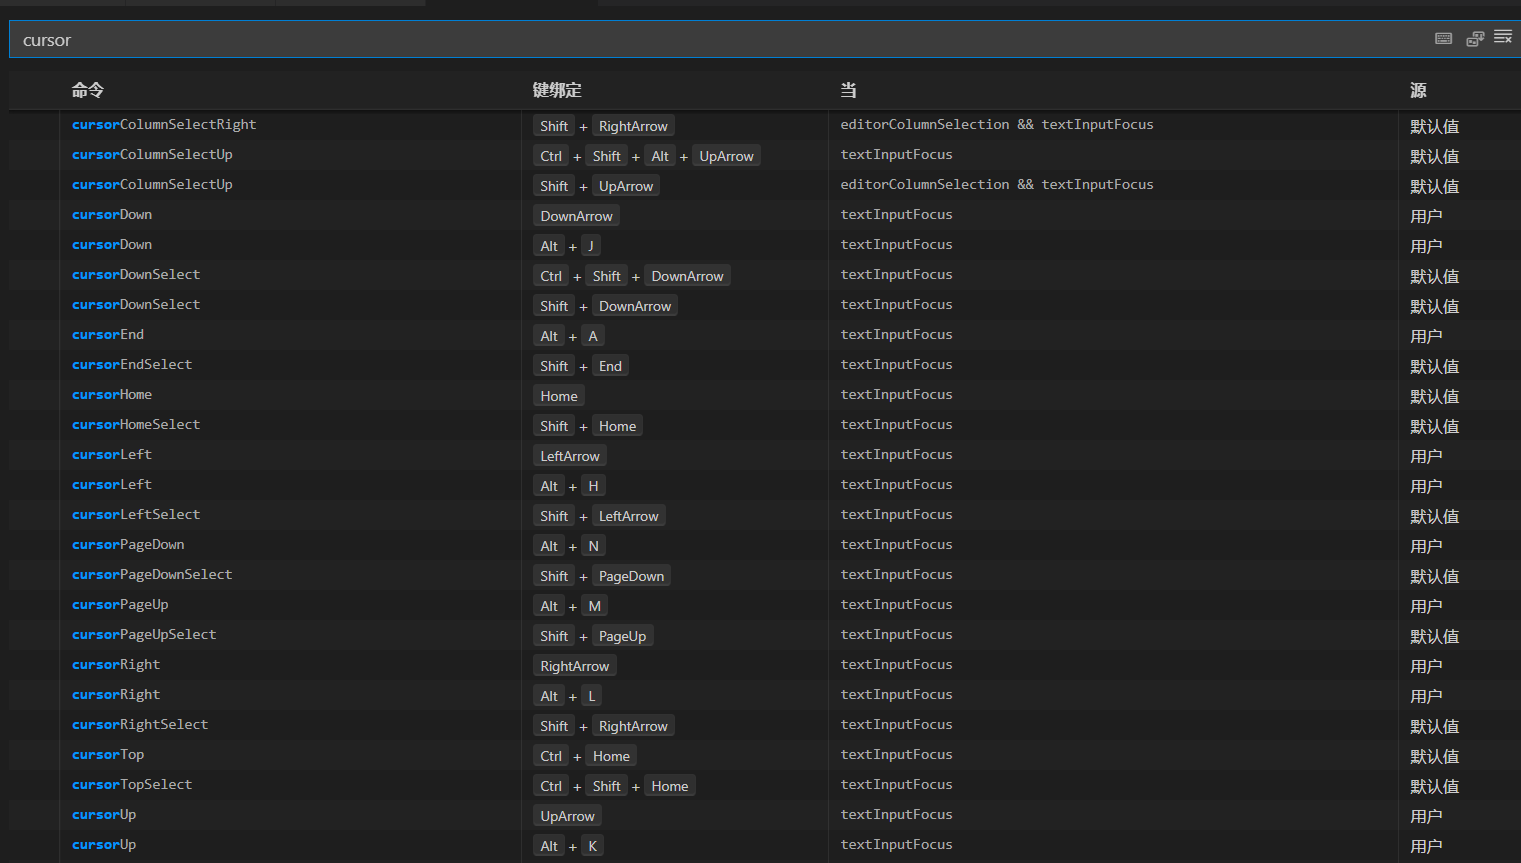 cursor
命令 键绑定 当 源
cursorColumnSelectRight Shift + RightArrow editorColumnSelection && textInputFocus 默认值
cursorColumnSelectUp Ctrl + Shift + Alt + UpArrow textInputFocus 默认值
cursorColumnSelectUp Shift + UpArrow editorColumnSelection && textInputFocus 默认值
cursorDown DownArrow textInputFocus 用户
cursorDown Alt + J textInputFocus 用户
cursorDownSelect Ctrl + Shift + DownArrow textInputFocus 默认值
cursorDownSelect Shift + DownArrow textInputFocus 默认值
cursorEnd Alt + A textInputFocus 用户
cursorEndSelect Shift + End textInputFocus 默认值
cursorHome Home textInputFocus 默认值
cursorHomeSelect Shift + Home textInputFocus 默认值
cursorLeft LeftArrow textInputFocus 用户
cursorLeft Alt + H textInputFocus 用户
cursorLeftSelect Shift + LeftArrow textInputFocus 默认值
cursorPageDown Alt + N textInputFocus 用户
cursorPageDownSelect Shift + PageDown textInputFocus 默认值
cursorPageUp Alt + M textInputFocus 用户
cursorPageUpSelect Shift + PageUp textInputFocus 默认值
cursorRight RightArrow textInputFocus 用户
cursorRight Alt + L textInputFocus 用户
cursorRightSelect Shift + RightArrow textInputFocus 默认值
cursorTop Ctrl + Home textInputFocus 默认值
cursorTopSelect Ctrl + Shift + Home textInputFocus 默认值
cursorUp UpArrow textInputFocus 用户
cursorUp Alt + K textInputFocus 用户